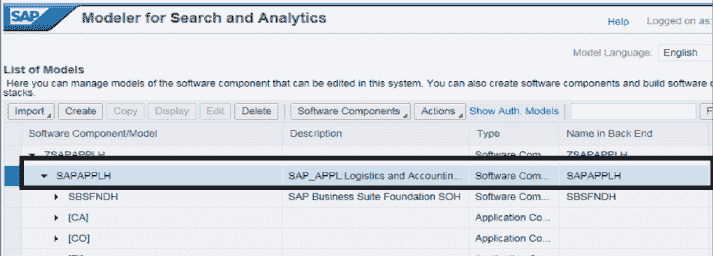 SAP Modeler for Search and Analytics
Help Logged on as:
Model Language: English
List of Models
Here you can manage models of the software component that can be edited in this system. You can also create software components and build software c
stacks.
Import Create Copy Display Edit Delete Software Components Actions Show Auth. Models F
Software Component/Model Description Type Name in Back End
ZSAPAPPLH Software Com... ZSAPAPPLH
SAPAPPLH SAP_APPL:Logistics and Accountin... Software Com... SAPAPPLH
SBSFNDH SAP Business Suite Foundation SOH Software Com... SBSFNDH
[CA] Application Co...
[CO] Application Co...